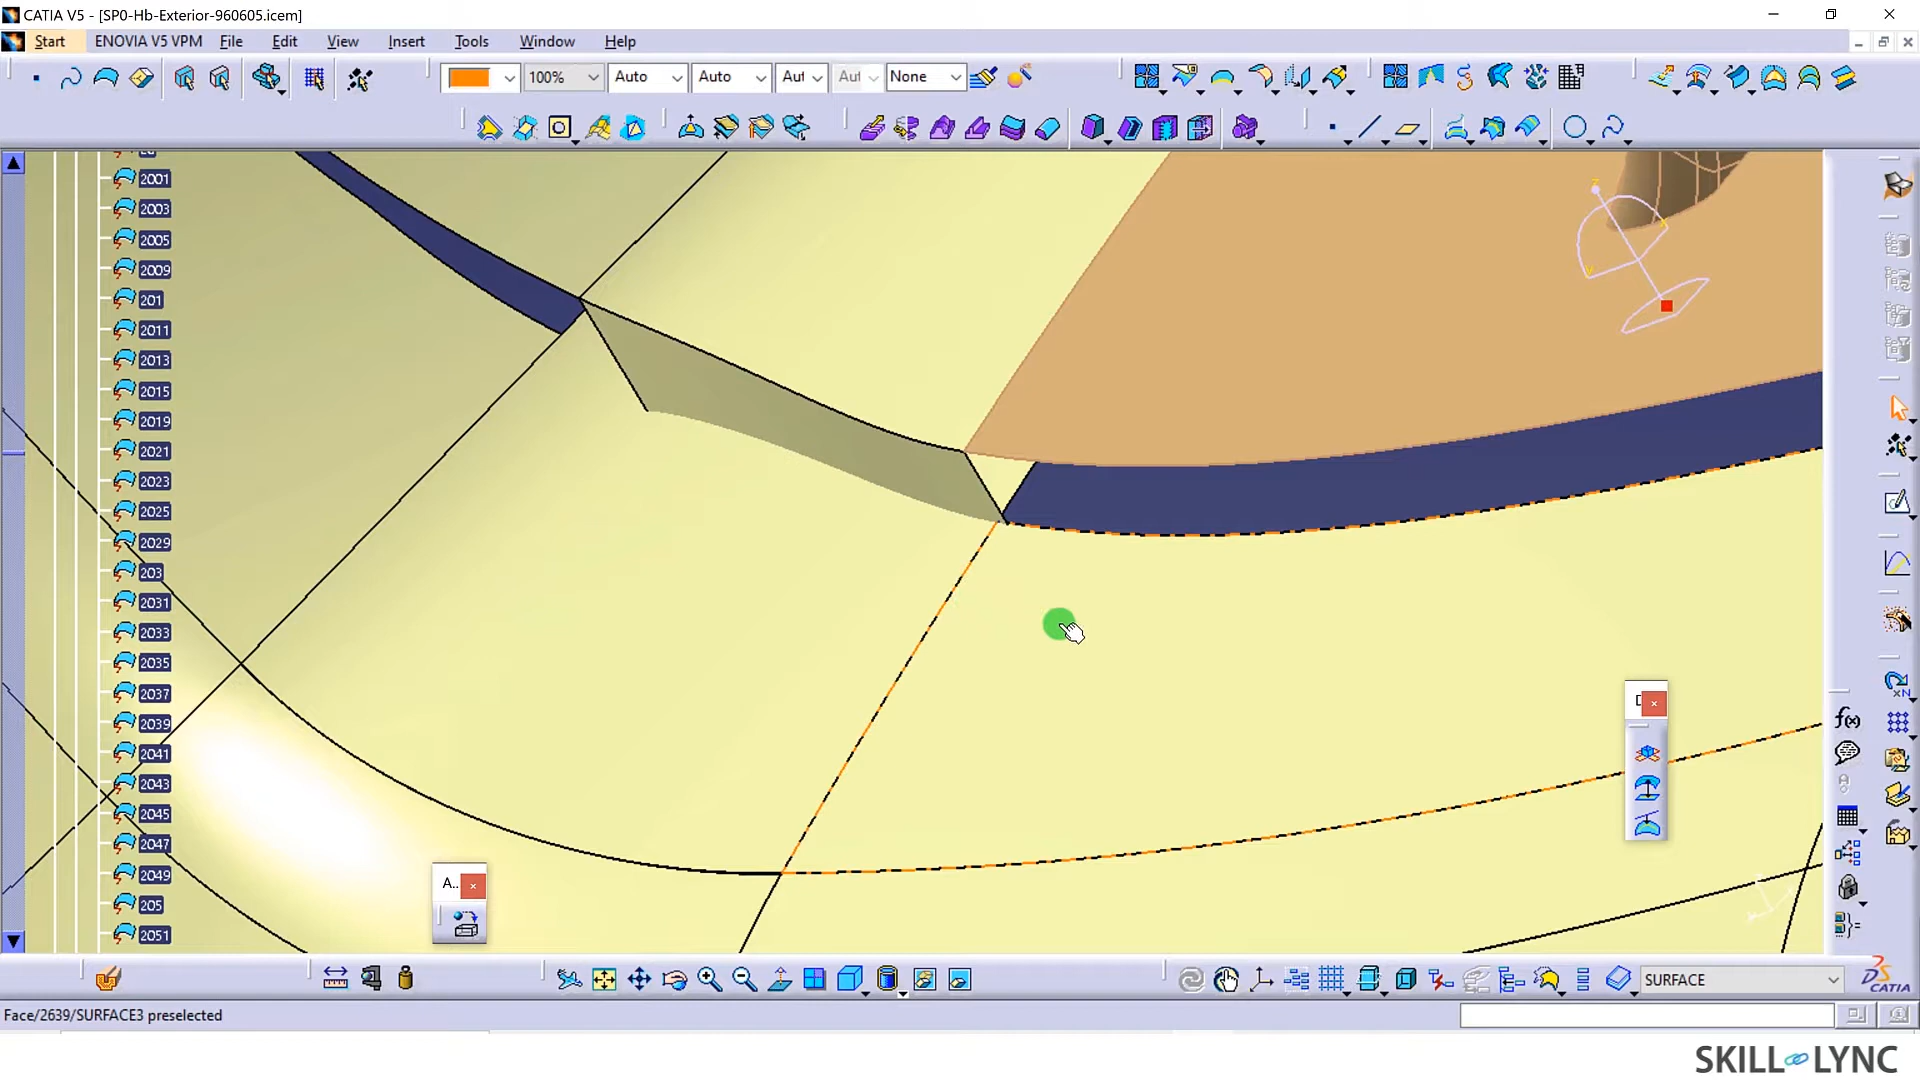 CATIA V5 - [SP0-Hb-Exterior-960605.icem]
Start ENOVIA V5 VPM File Edit View Insert Tools Window Help
100% Auto Auto Aut Aut None
2001
2003
2005
2009
201
2011
2013
2015
2019
2021
2023
2025
2029
203
2031
2033
2035
2037
2039
2041
2043
2045
2047
2049
205
2051
A..
f(x)
SURFACE
CATIA
Face/2639/SURFACE3 preselected
SKILL LYNC